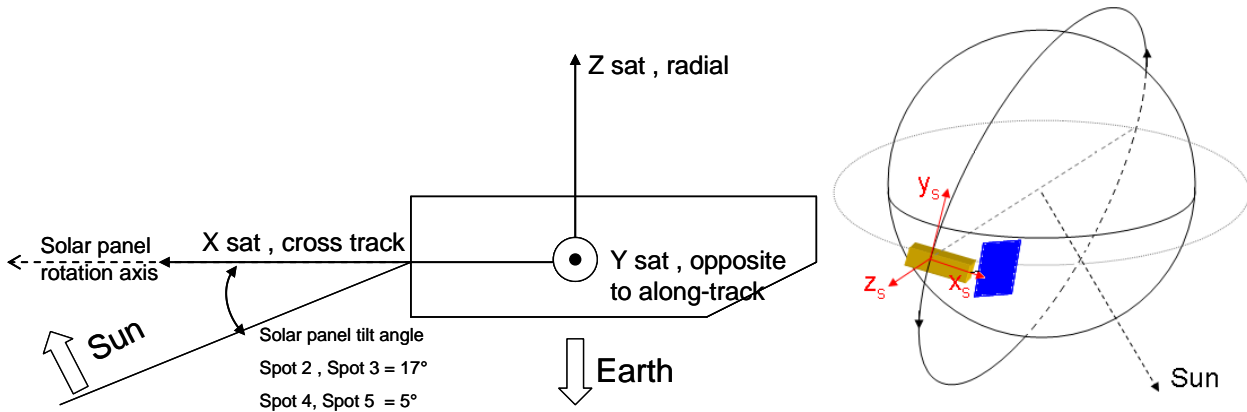 Z sat , radial
Solar panel
rotation axis
X sat , cross track
Y sat , opposite
to along-track
Sun
Solar panel tilt angle
Spot 2 , Spot 3 = 17°
Spot 4, Spot 5 = 5°
Earth
ys
zs
xs
Sun